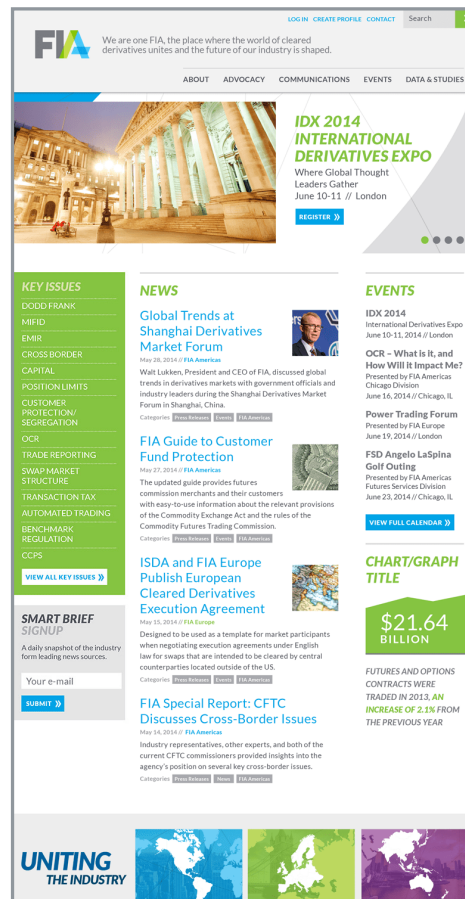 LOG IN CREATE PROFILE CONTACT Search
FIA
We are one FIA, the place where the world of cleared
derivatives unites and the future of our industry is shaped.
ABOUT ADVOCACY COMMUNICATIONS EVENTS DATA & STUDIES
IDX 2014
INTERNATIONAL
DERIVATIVES EXPO
Where Global Thought
Leaders Gather
June 10-11 // London
REGISTER
KEY ISSUES
DODD FRANK
MIFID
EMIR
CROSS BORDER
CAPITAL
POSITION LIMITS
CUSTOMER
PROTECTION/
SEGREGATION
OCR
TRADE REPORTING
SWAP MARKET
STRUCTURE
TRANSACTION TAX
AUTOMATED TRADING
BENCHMARK
REGULATION
CCPS
VIEW ALL KEY ISSUES
SMART BRIEF
SIGNUP
A daily snapshot of the industry
form leading news sources.
Your e-mail
SUBMIT
NEWS
Global Trends at
Shanghai Derivatives
Market Forum
May 28, 2014 // FIA Americas
Walt Lukken, President and CEO of FIA, discussed global
trends in derivatives markets with government officials and
industry leaders during the Shanghai Derivatives Market
Forum in Shanghai, China.
Categories Press Releases Events FIA Americas
FIA Guide to Customer
Fund Protection
May 27, 2014 // FIA Americas
The updated guide provides futures
commission merchants and their customers
with easy-to-use information about the relevant provisions
of the Commodity Exchange Act and the rules of the
Commodity Futures Trading Commission.
Categories Press Releases Events FIA Americas
ISDA and FIA Europe
Publish European
Cleared Derivatives
Execution Agreement
May 15, 2014 // FIA Europe
Designed to be used as a template for market participants
when negotiating execution agreements under English
law for swaps that are intended to be cleared by central
counterparties located outside of the US.
Categories Press Releases Events FIA Americas
FIA Special Report: CFTC
Discusses Cross-Border Issues
May 14, 2014 // FIA Americas
Industry representatives, other experts, and both of the
current CFTC commissioners provided insights into the
agency's position on several key cross-border issues.
Categories Press Releases News FIA Americas
EVENTS
IDX 2014
International Derivatives Expo
June 10-11, 2014 // London
OCR – What is it, and
How Will it Impact Me?
Presented by FIA Americas
Chicago Division
June 16, 2014 // Chicago, IL
Power Trading Forum
Presented by FIA Europe
June 19, 2014 // London
FSD Angelo LaSpina
Golf Outing
Presented by FIA Americas
Futures Services Division
June 23, 2014 // Chicago, IL
VIEW FULL CALENDAR
CHART/GRAPH
TITLE
$21.64
BILLION
FUTURES AND OPTIONS
CONTRACTS WERE
TRADED IN 2013, AN
INCREASE OF 2.1% FROM
THE PREVIOUS YEAR
UNITING
THE INDUSTRY